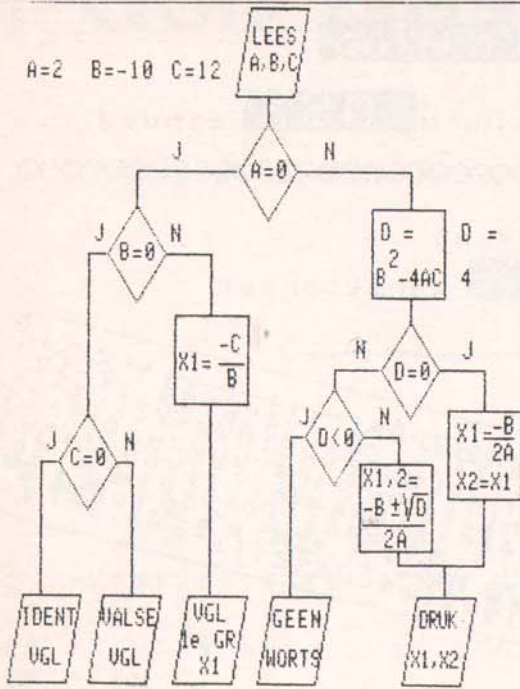 LEES
A,B,C
A=2 B=-10 C=12
J N
A=0
J N
B=0
D = D =
2
B -4AC 4
-C
X1=
B
N J
D=0
J N
D<0
X1=-B
2A
X2=X1
J N
C=0
X1,2=
-B ±√D
2A
IDENT
VGL
VALSE
VGL
VGL
1e GR
X1
GEEN
WORTS
DRUK
X1,X2